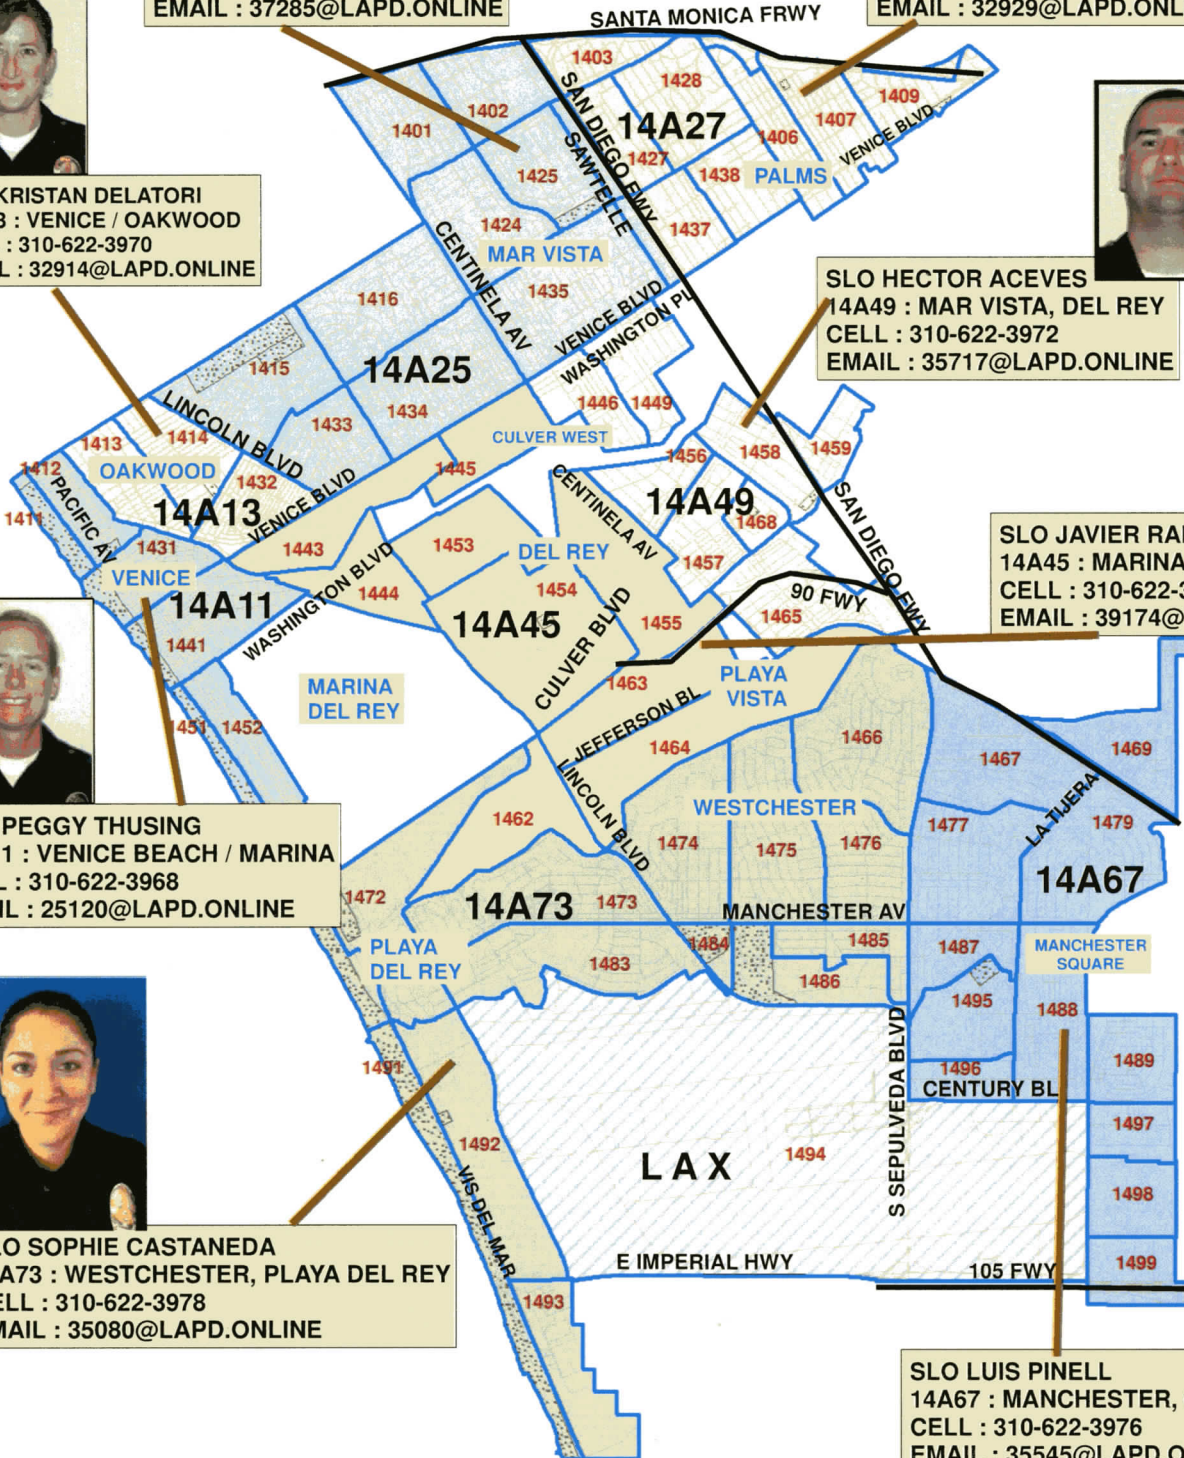 EMAIL : 37285@LAPD.ONLINE
EMAIL : 32929@LAPD.ONL
SANTA MONICA FRWY
1403
1428
1409
1402
1401
SAN DIEGO FWY
14A27
1407
1406
VENICE BLVD
SAWTELLE
1427
1425
1438
PALMS
KRISTAN DELATORI
3 : VENICE / OAKWOOD
: 310-622-3970
L : 32914@LAPD.ONLINE
1424
1437
CENTINELA AV
MAR VISTA
1435
1416
VENICE BLVD
WASHINGTON PL
SLO HECTOR ACEVES
14A49 : MAR VISTA, DEL REY
CELL : 310-622-3972
EMAIL : 35717@LAPD.ONLINE
1415
14A25
LINCOLN BLVD
1446
1449
1434
1433
CULVER WEST
1413
1414
OAKWOOD
1412
1432
1445
1456
1458
1459
14A13
VENICE BLVD
CENTINELA AV
14A49
1468
SAN DIEGO FWY
1411
PACIFIC AV
1431
1443
1453
DEL REY
1457
VENICE
14A11
WASHINGTON BLVD
1444
1454
90 FWY
SLO JAVIER RA
14A45 : MARINA
CELL : 310-622-3
EMAIL : 39174@
14A45
CULVER BLVD
1455
1465
1441
MARINA
DEL REY
1463
PLAYA
VISTA
1451
1452
JEFFERSON BL
1464
1466
1467
1469
LINCOLN BLVD
WESTCHESTER
LA TIJERA
PEGGY THUSING
1 : VENICE BEACH / MARINA
L : 310-622-3968
IL : 25120@LAPD.ONLINE
1462
1474
1475
1476
1477
1479
14A67
1472
14A73
1473
MANCHESTER AV
PLAYA
DEL REY
1484
1485
1487
MANCHESTER
SQUARE
1483
1486
1495
1488
S SEPULVEDA BLVD
1491
1496
CENTURY BL
1489
1492
LAX
1494
1497
1498
VIS DEL MAR
LO SOPHIE CASTANEDA
A73 : WESTCHESTER, PLAYA DEL REY
ELL : 310-622-3978
MAIL : 35080@LAPD.ONLINE
E IMPERIAL HWY
105 FWY
1499
1493
SLO LUIS PINELL
14A67 : MANCHESTER,
CELL : 310-622-3976
EMAIL : 35545@LAPD.O